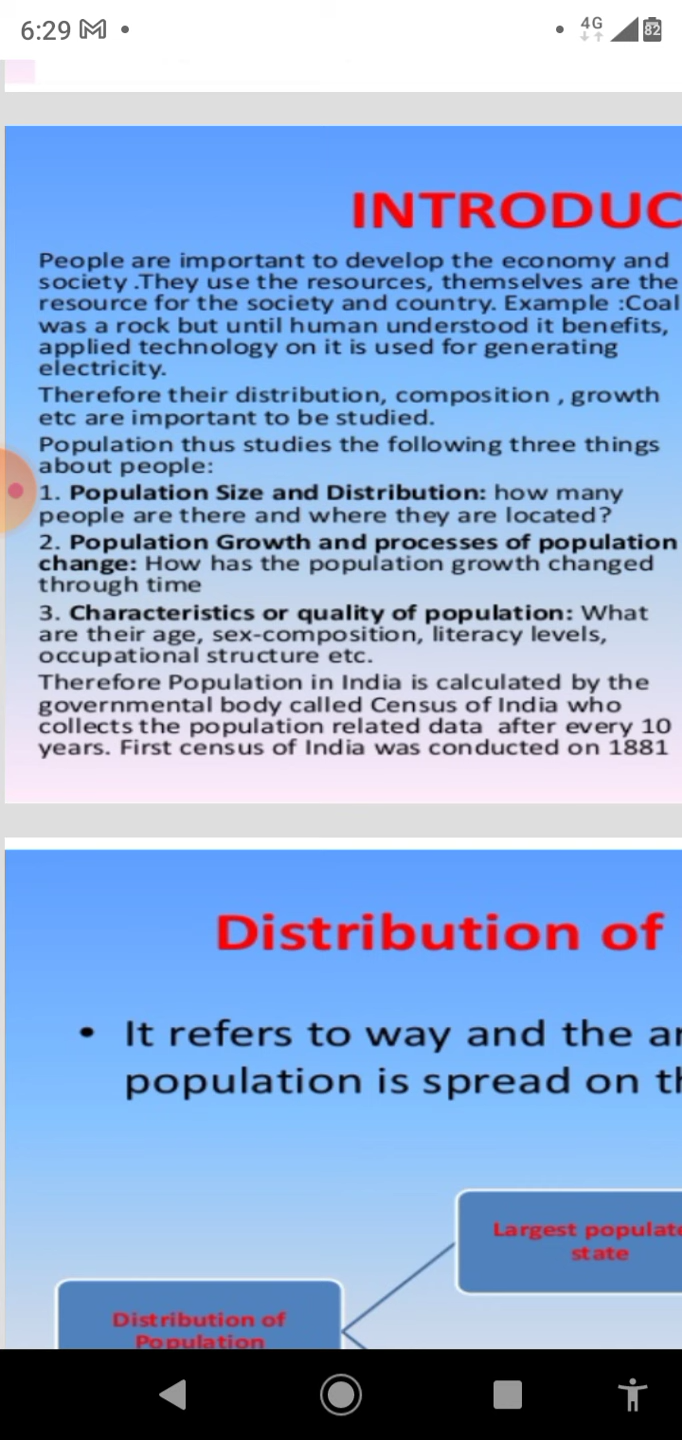 6:29
4G
82
INTRODUC
People are important to develop the economy and
society .They use the resources, themselves are the
resource for the society and country. Example :Coal
was a rock but until human understood it benefits,
applied technology on it is used for generating
electricity.
Therefore their distribution, composition , growth
etc are important to be studied.
Population thus studies the following three things
about people:
1. Population Size and Distribution: how many
people are there and where they are located?
2. Population Growth and processes of population
change: How has the population growth changed
through time
3. Characteristics or quality of population: What
are their age, sex-composition, literacy levels,
occupational structure etc.
Therefore Population in India is calculated by the
governmental body called Census of India who
collects the population related data after every 10
years. First census of India was conducted on 1881
Distribution of
• It refers to way and the
population is spread on
Largest populate
state
Distribution of
Population